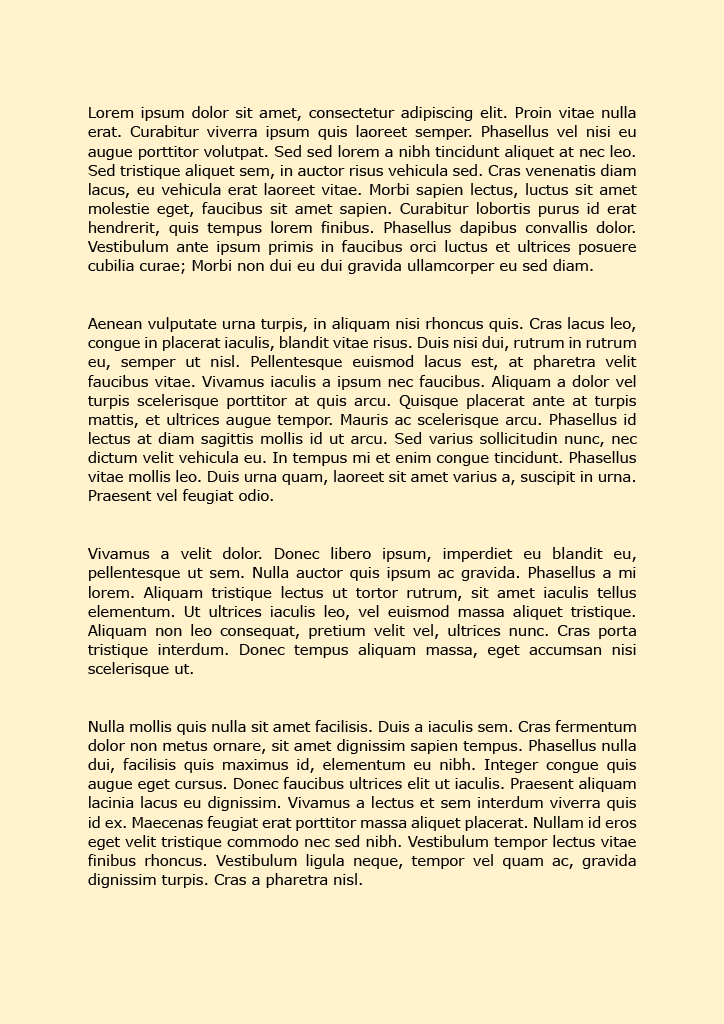 Lorem ipsum dolor sit amet, consectetur adipiscing elit. Proin vitae nulla
erat. Curabitur viverra ipsum quis laoreet semper. Phasellus vel nisi eu
augue porttitor volutpat. Sed sed lorem a nibh tincidunt aliquet at nec leo.
Sed tristique aliquet sem, in auctor risus vehicula sed. Cras venenatis diam
lacus, eu vehicula erat laoreet vitae. Morbi sapien lectus, luctus sit amet
molestie eget, faucibus sit amet sapien. Curabitur lobortis purus id erat
hendrerit, quis tempus lorem finibus. Phasellus dapibus convallis dolor.
Vestibulum ante ipsum primis in faucibus orci luctus et ultrices posuere
cubilia curae; Morbi non dui eu dui gravida ullamcorper eu sed diam.
Aenean vulputate urna turpis, in aliquam nisi rhoncus quis. Cras lacus leo,
congue in placerat iaculis, blandit vitae risus. Duis nisi dui, rutrum in rutrum
eu, semper ut nisl. Pellentesque euismod lacus est, at pharetra velit
faucibus vitae. Vivamus iaculis a ipsum nec faucibus. Aliquam a dolor vel
turpis scelerisque porttitor at quis arcu. Quisque placerat ante at turpis
mattis, et ultrices augue tempor. Mauris ac scelerisque arcu. Phasellus id
lectus at diam sagittis mollis id ut arcu. Sed varius sollicitudin nunc, nec
dictum velit vehicula eu. In tempus mi et enim congue tincidunt. Phasellus
vitae mollis leo. Duis urna quam, laoreet sit amet varius a, suscipit in urna.
Praesent vel feugiat odio.
Vivamus a velit dolor. Donec libero ipsum, imperdiet eu blandit eu,
pellentesque ut sem. Nulla auctor quis ipsum ac gravida. Phasellus a mi
lorem. Aliquam tristique lectus ut tortor rutrum, sit amet iaculis tellus
elementum. Ut ultrices iaculis leo, vel euismod massa aliquet tristique.
Aliquam non leo consequat, pretium velit vel, ultrices nunc. Cras porta
tristique interdum. Donec tempus aliquam massa, eget accumsan nisi
scelerisque ut.
Nulla mollis quis nulla sit amet facilisis. Duis a iaculis sem. Cras fermentum
dolor non metus ornare, sit amet dignissim sapien tempus. Phasellus nulla
dui, facilisis quis maximus id, elementum eu nibh. Integer congue quis
augue eget cursus. Donec faucibus ultrices elit ut iaculis. Praesent aliquam
lacinia lacus eu dignissim. Vivamus a lectus et sem interdum viverra quis
id ex. Maecenas feugiat erat porttitor massa aliquet placerat. Nullam id eros
eget velit tristique commodo nec sed nibh. Vestibulum tempor lectus vitae
finibus rhoncus. Vestibulum ligula neque, tempor vel quam ac, gravida
dignissim turpis. Cras a pharetra nisl.